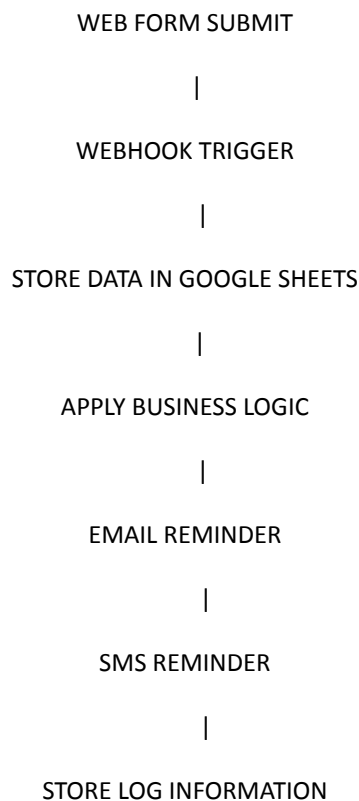 WEB FORM SUBMIT
|
WEBHOOK TRIGGER
|
STORE DATA IN GOOGLE SHEETS
|
APPLY BUSINESS LOGIC
|
EMAIL REMINDER
|
SMS REMINDER
|
STORE LOG INFORMATION